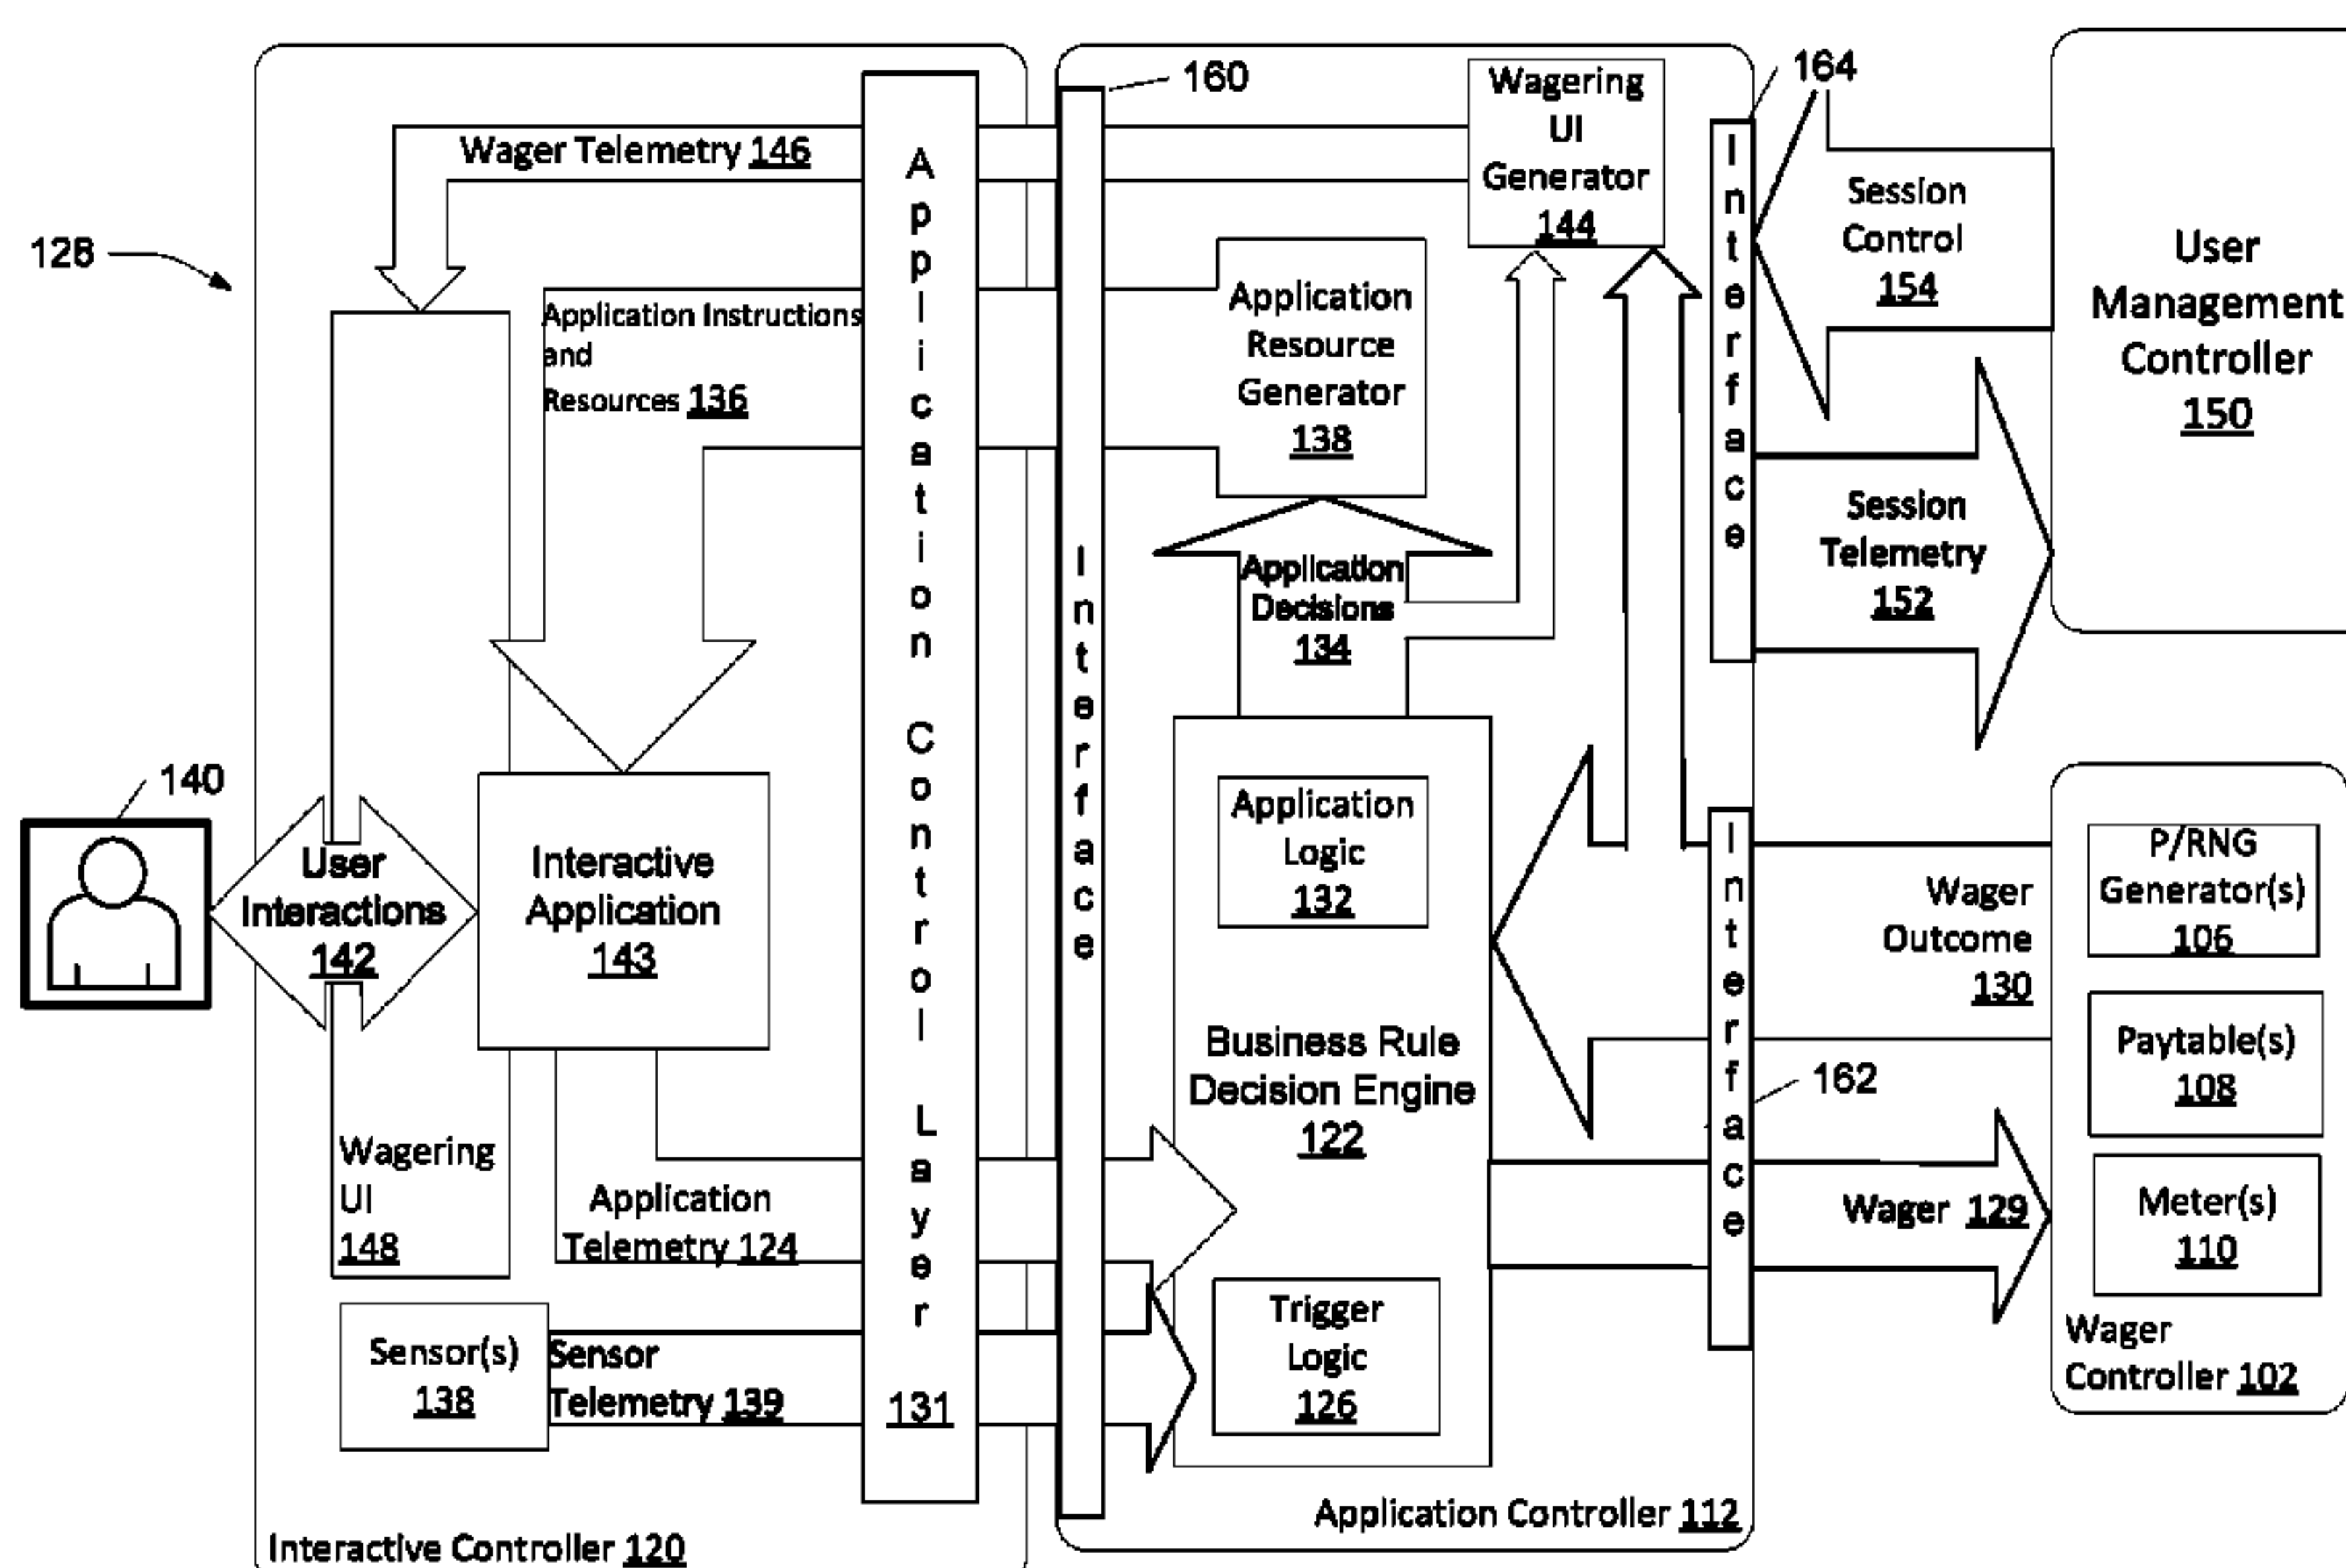 128
140
Wager Telemetry 146
Application Instructions
and
Resources 136
User
Interactions
142
Interactive
Application
143
Wagering
UI
148
Application
Telemetry 124
Sensor(s)
138
Sensor
Telemetry 139
Interactive Controller 120
Application Control Layer
131
160
Interface
Wagering
UI
Generator
144
Application
Resource
Generator
138
Application
Decisions
134
Application
Logic
132
Business Rule
Decision Engine
122
Trigger
Logic
126
Application Controller 112
164
Interface
Session
Control
154
Session
Telemetry
152
User
Management
Controller
150
Interface
162
Wager
Outcome
130
Wager 129
P/RNG
Generator(s)
106
Paytable(s)
108
Meter(s)
110
Wager
Controller 102